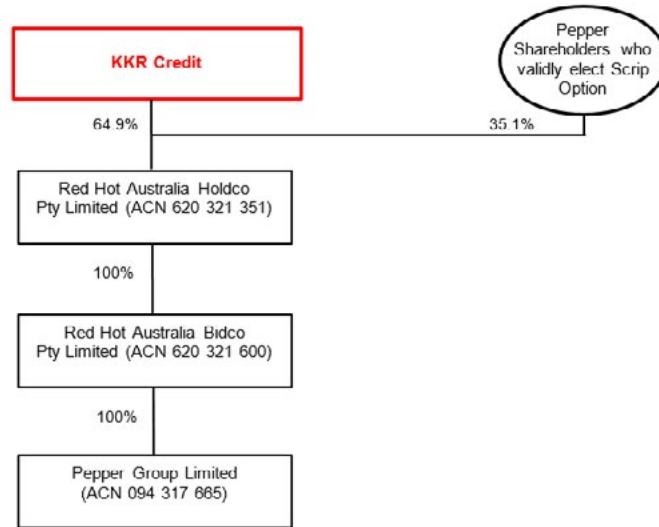 KKR Credit
Pepper
Shareholders who
validly elect Scrip
Option
64.9%
35.1%
Red Hot Australia Holdco
Pty Limited (ACN 620 321 351)
100%
Red Hot Australia Bidco
Pty Limited (ACN 620 321 600)
100%
Pepper Group Limited
(ACN 094 317 665)